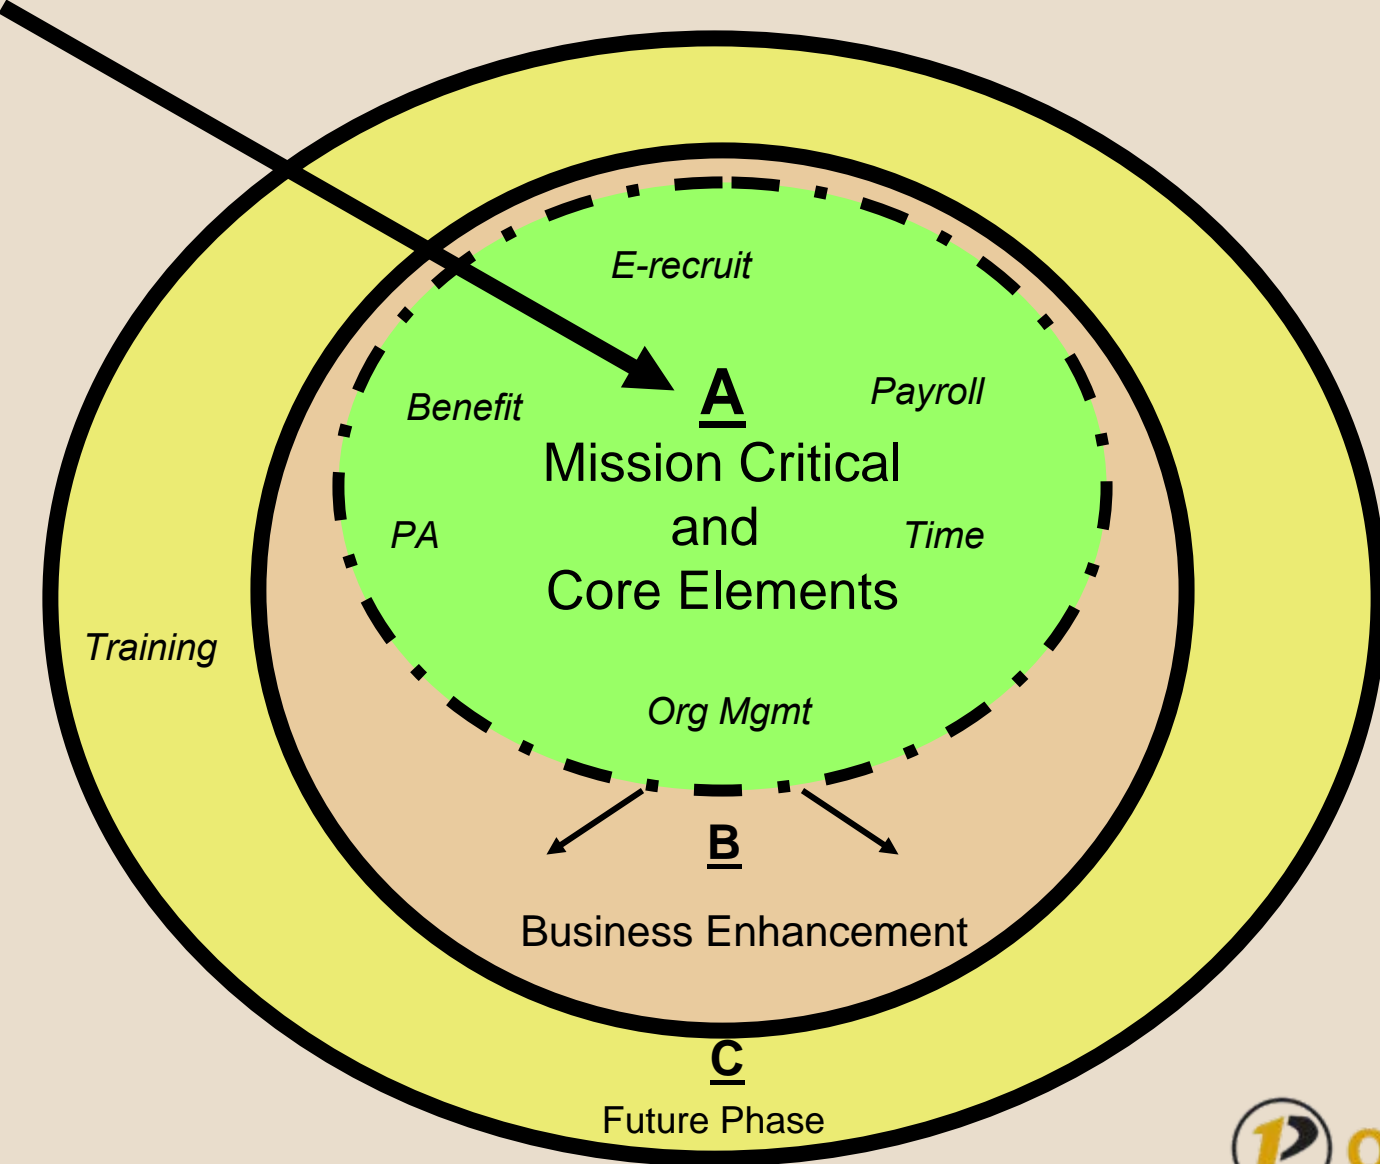 E-recruit
A
Benefit
Payroll
Mission Critical
and
PA
Time
Core Elements
Training
Org Mgmt
B
Business Enhancement
C
Future Phase